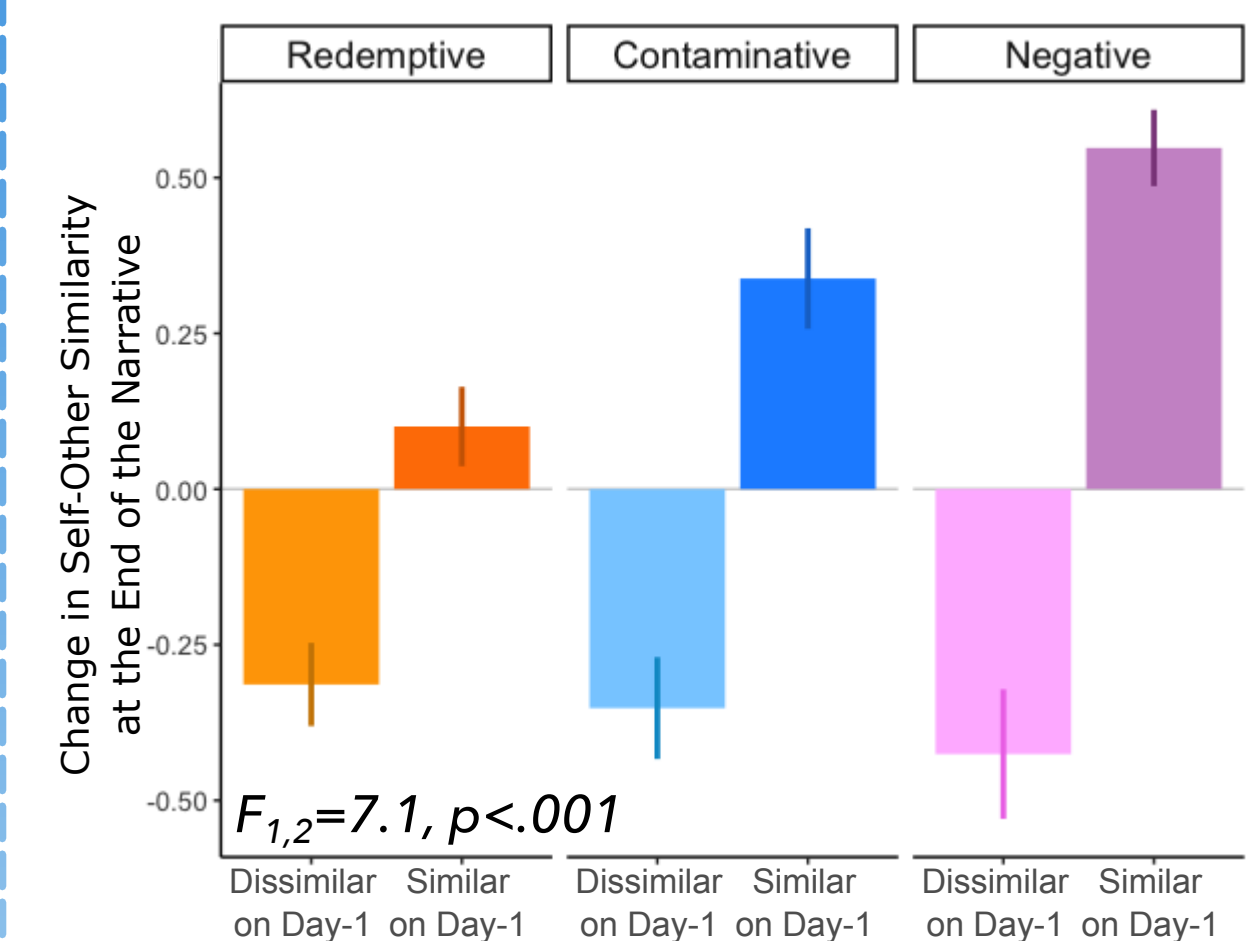 Redemptive
Contaminative
Negative
Change in Self-Other Similarity
at the End of the Narrative
0.50
0.25
0.00
-0.25
-0.50
F1,2=7.1, p<.001
Dissimilar
on Day-1
Similar
on Day-1
Dissimilar
on Day-1
Similar
on Day-1
Dissimilar
on Day-1
Similar
on Day-1